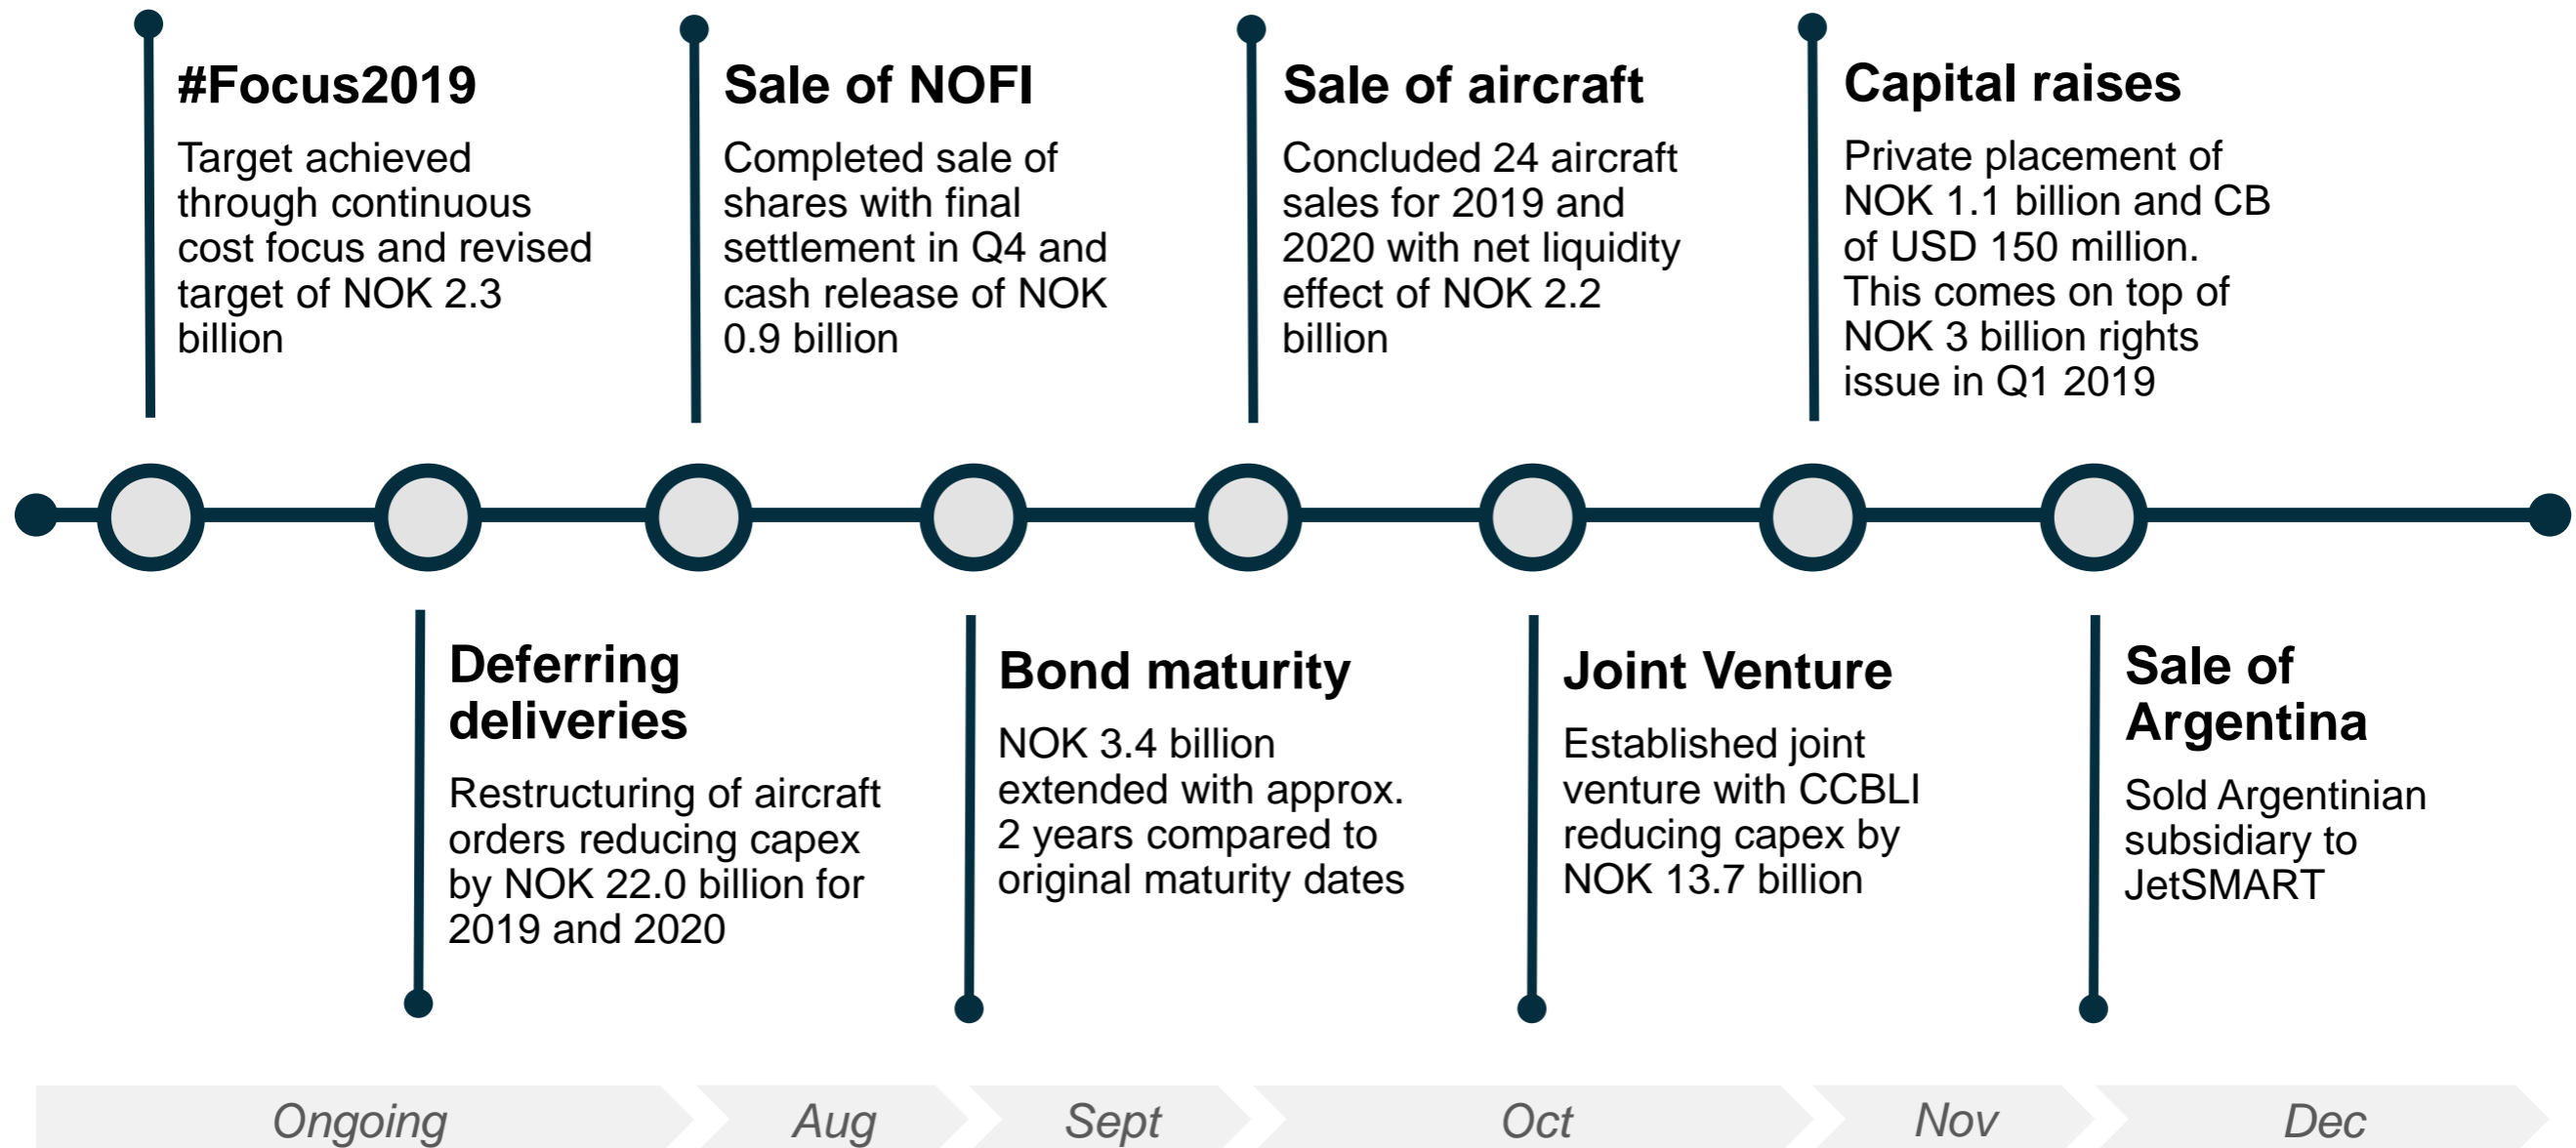 #Focus2019
Target achieved
through continuous
cost focus and revised
target of NOK 2.3
billion
Sale of NOFI
Completed sale of
shares with final
settlement in Q4 and
cash release of NOK
0.9 billion
Sale of aircraft
Concluded 24 aircraft
sales for 2019 and
2020 with net liquidity
effect of NOK 2.2
billion
Capital raises
Private placement of
NOK 1.1 billion and CB
of USD 150 million.
This comes on top of
NOK 3 billion rights
issue in Q1 2019
Deferring
deliveries
Restructuring of aircraft
orders reducing capex
by NOK 22.0 billion for
2019 and 2020
Bond maturity
NOK 3.4 billion
extended with approx.
2 years compared to
original maturity dates
Joint Venture
Established joint
venture with CCBLI
reducing capex by
NOK 13.7 billion
Sale of
Argentina
Sold Argentinian
subsidiary to
JetSMART
Ongoing
Aug
Sept
Oct
Nov
Dec